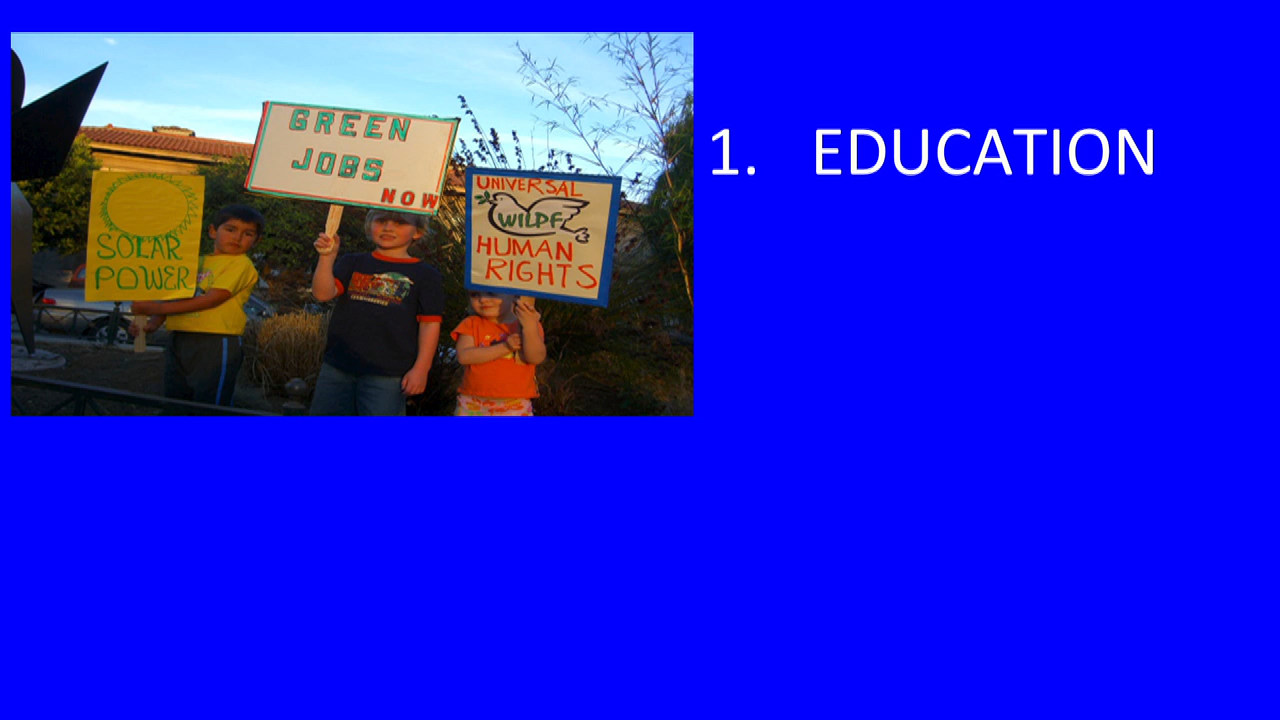 SOLAR
POWER
GREEN
JOBS
NOW
UNIVERSAL
WILPF
HUMAN
RIGHTS
1. EDUCATION